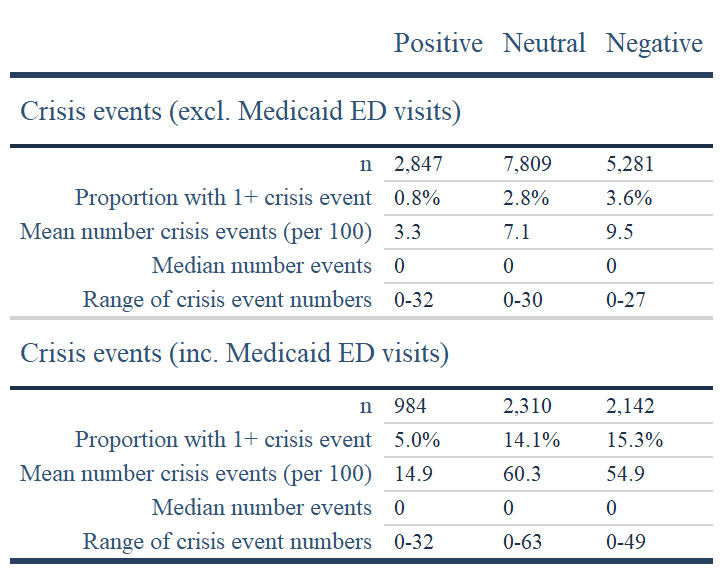 Positive Neutral Negative
Crisis events (excl. Medicaid ED visits)
n 2,847 7,809 5,281
Proportion with 1+ crisis event 0.8% 2.8% 3.6%
Mean number crisis events (per 100) 3.3 7.1 9.5
Median number events 0 0 0
Range of crisis event numbers 0-32 0-30 0-27
Crisis events (inc. Medicaid ED visits)
n 984 2,310 2,142
Proportion with 1+ crisis event 5.0% 14.1% 15.3%
Mean number crisis events (per 100) 14.9 60.3 54.9
Median number events 0 0 0
Range of crisis event numbers 0-32 0-63 0-49